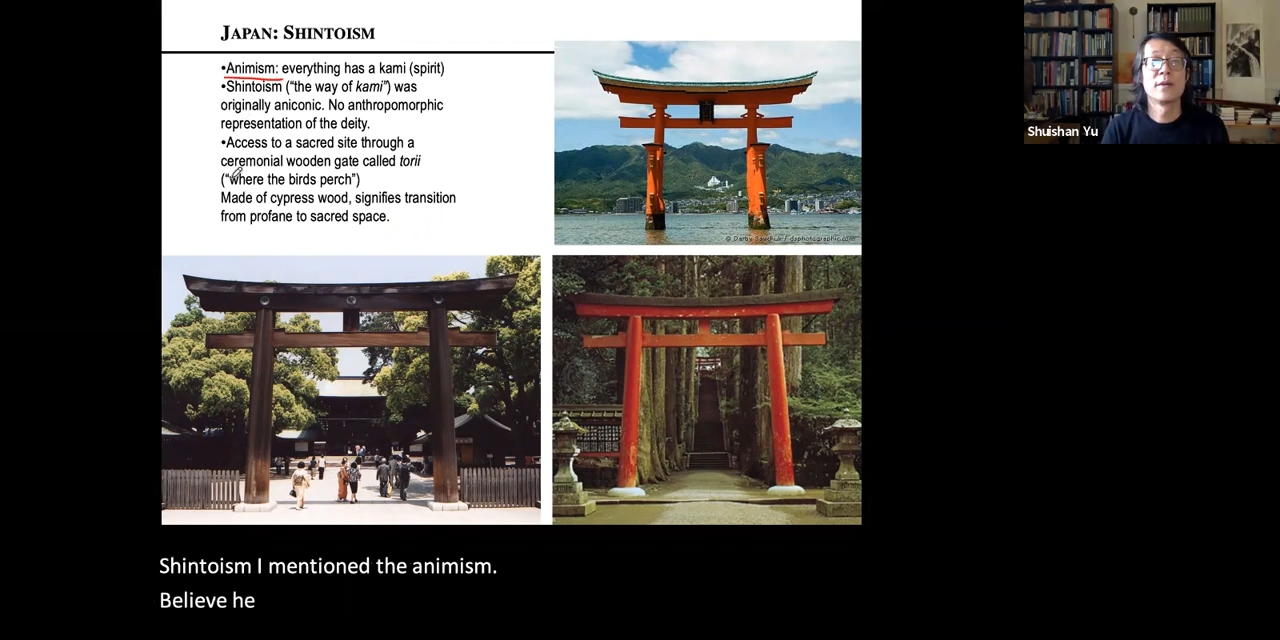 JAPAN: SHINTOISM
•Animism: everything has a kami (spirit)
•Shintoism (“the way of kami”) was
originally aniconic. No anthropomorphic
representation of the deity.
•Access to a sacred site through a
ceremonial wooden gate called torii
(“where the birds perch”)
Made of cypress wood, signifies transition
from profane to sacred space.
Shuishan Yu
Shintoism I mentioned the animism.
Believe he